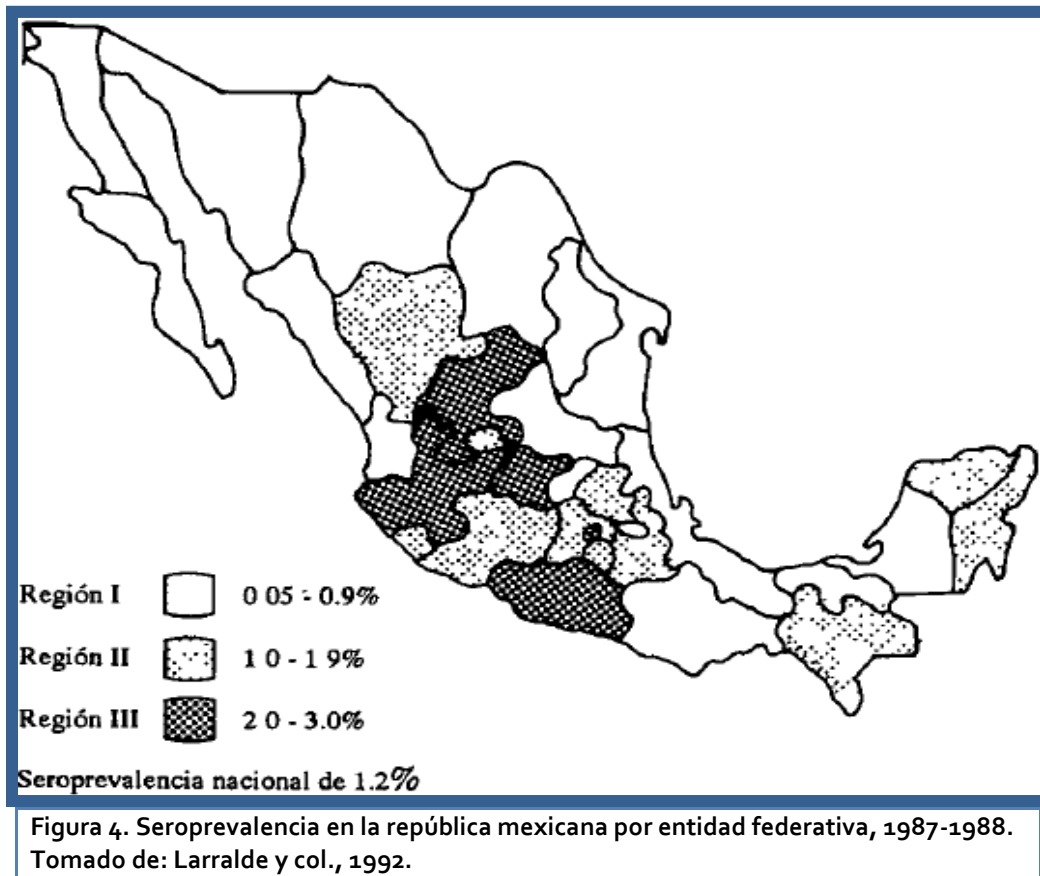 Región I 0 05 - 0.9%
Región II 1 0 - 1 9%
Región III 2 0 - 3.0%
Seroprevalencia nacional de 1.2%
Figura 4. Seroprevalencia en la república mexicana por entidad federativa, 1987-1988.
Tomado de: Larralde y col., 1992.